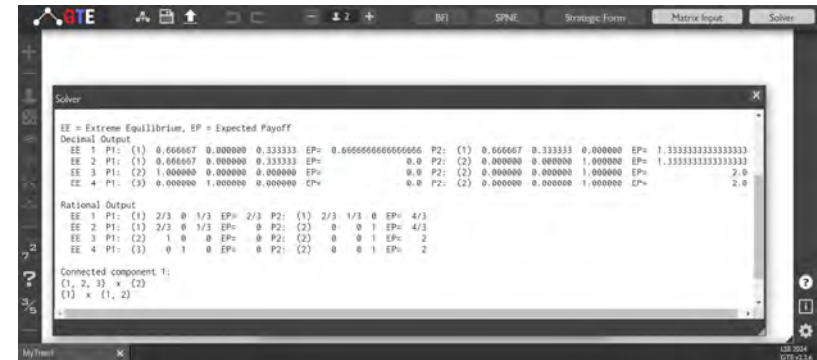 GTE
2
BFI
SPNE
Strategic Form
Matrix Input
Solver
Solver
EE = Extreme Equilibrium, EP = Expected Payoff
Decimal Output
EE 1 P1: (1) 0.666667 0.000000 0.333333 EP= 0.6666666666666666 P2: (1) 0.666667 0.333333 0.000000 EP= 1.3333333333333333
EE 2 P1: (1) 0.666667 0.000000 0.333333 EP= 0.0 P2: (2) 0.000000 0.000000 1.000000 EP= 1.3333333333333333
EE 3 P1: (2) 1.000000 0.000000 0.000000 EP= 0.0 P2: (2) 0.000000 0.000000 1.000000 EP= 2.0
EE 4 P1: (3) 0.000000 1.000000 0.000000 EP= 0.0 P2: (2) 0.000000 0.000000 1.000000 EP= 2.0
Rational Output
EE 1 P1: (1) 2/3 0 1/3 EP= 2/3 P2: (1) 2/3 1/3 0 EP= 4/3
EE 2 P1: (1) 2/3 0 1/3 EP= 0 P2: (2) 0 0 1 EP= 4/3
EE 3 P1: (2) 1 0 0 EP= 0 P2: (2) 0 0 1 EP= 2
EE 4 P1: (3) 0 1 0 EP= 0 P2: (2) 0 0 1 EP= 2
Connected component 1:
{1, 2, 3} x {2}
{1} x {1, 2}
MyTree1
LSE 2024